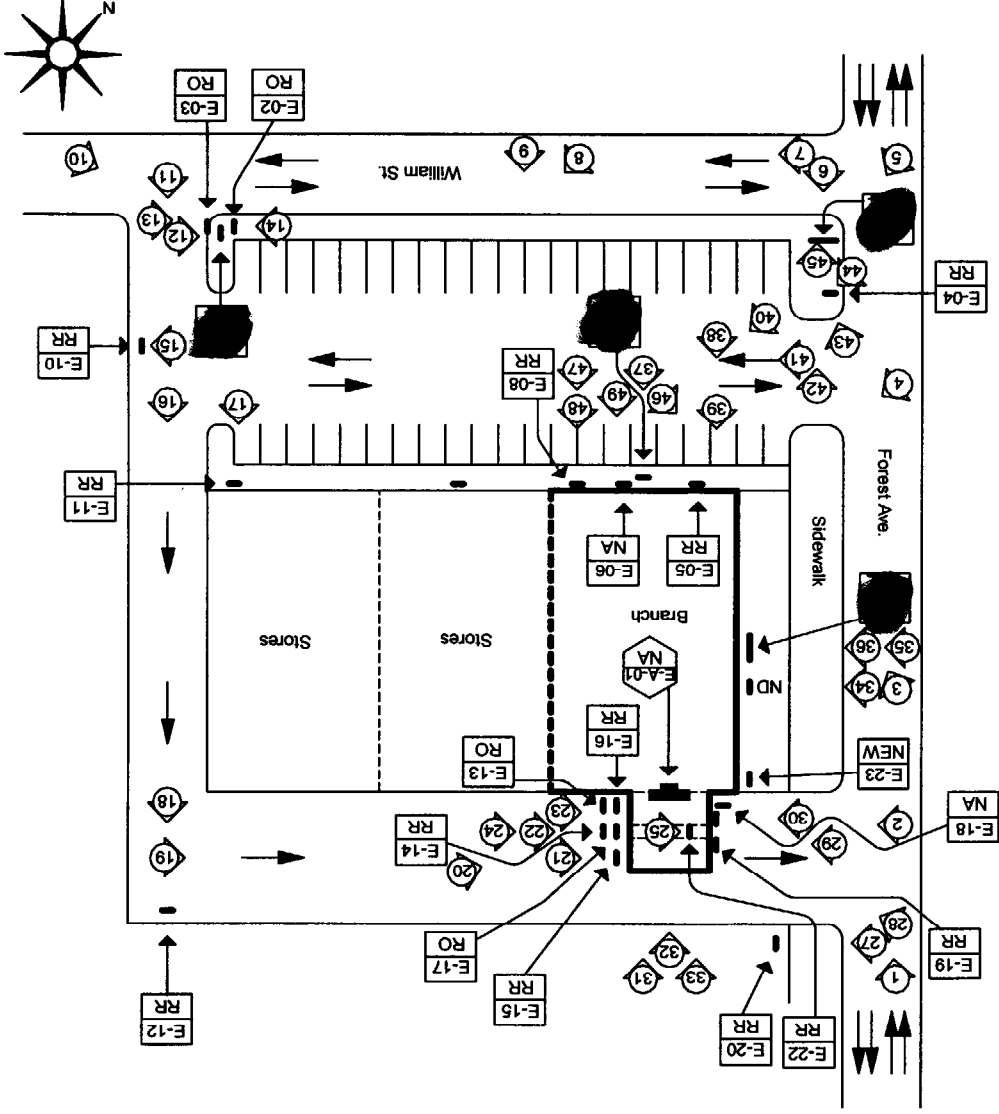 E-22
RR
E-20
RR
E-12
RR
E-15
RR
1
33
31
E-19
RR
27
32
E-17
RO
28
20
29
21
19
E-14
RR
2
30
25
22
24
23
18
E-18
NA
E-23
NEW
E-13
RO
E-16
RR
3
34
ND
E-A-01
NA
35
36
Branch
Stores
Stores
Sidewalk
E-05
RR
E-06
NA
Forest Ave.
E-11
RR
39
48
17
16
46
49
4
42
47
37
E-08
RR
41
E-10
RR
15
43
38
40
E-04
RR
44
45
14
12
13
6
William St.
11
5
7
8
9
10
E-02
RO
E-03
RO
N